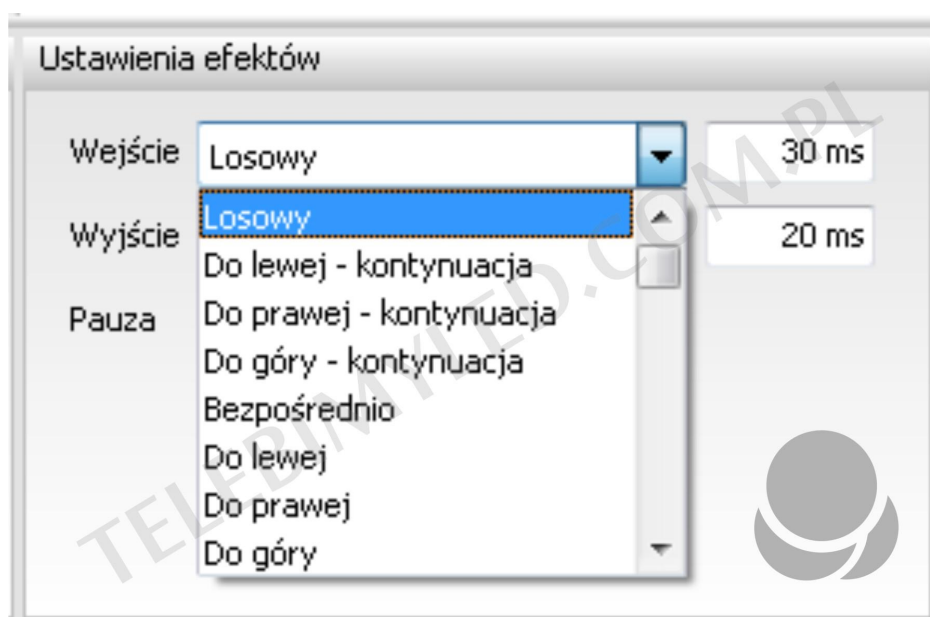 Ustawienia efektów
Wejście Losowy 30 ms
Losowy
Wyjście 20 ms
Do lewej - kontynuacja
Pauza Do prawej - kontynuacja
Do góry - kontynuacja
Bezpośrednio
Do lewej
Do prawej
Do góry
TELEBIMYLED.COM.PL